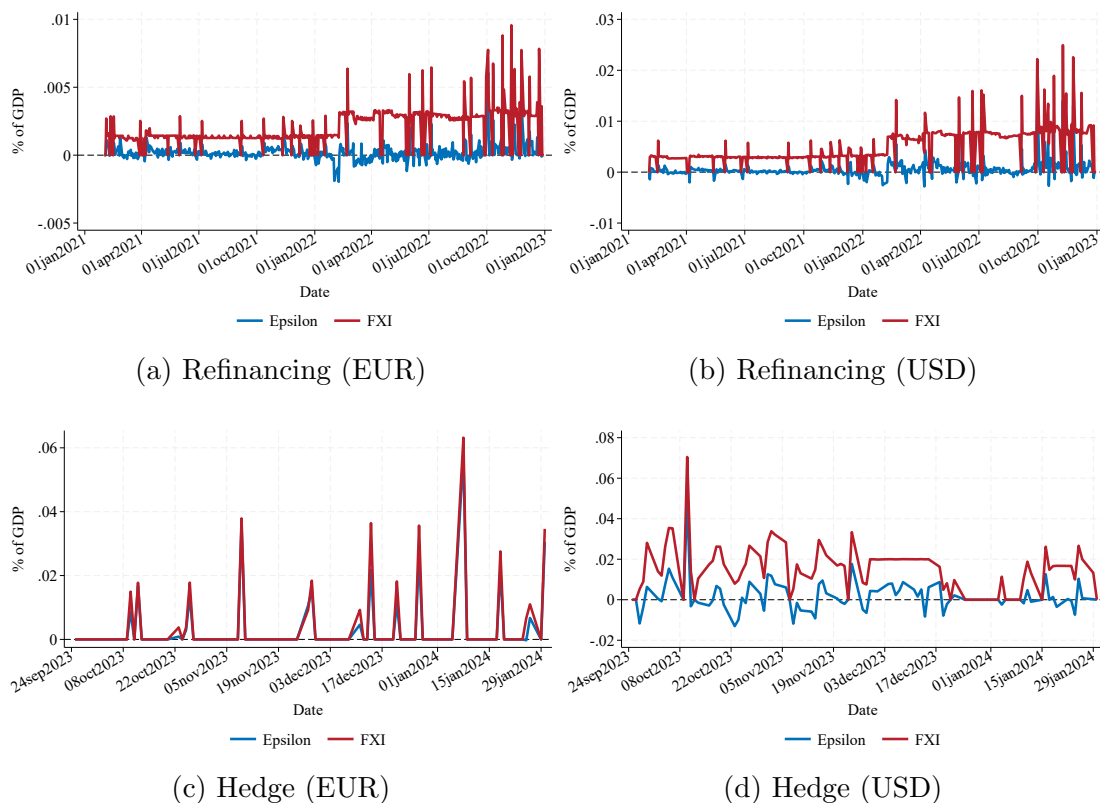 .01
.005
0
-.005
% of GDP
01jan2021
01apr2021
01jul2021
01oct2021
01jan2022
01apr2022
01jul2022
01oct2022
01jan2023
Date
Epsilon FXI
(a) Refinancing (EUR)
.03
.02
.01
0
-.01
% of GDP
01jan2021
01apr2021
01jul2021
01oct2021
01jan2022
01apr2022
01jul2022
01oct2022
01jan2023
Date
Epsilon FXI
(b) Refinancing (USD)
.06
.04
.02
0
% of GDP
24sep2023
08oct2023
22oct2023
05nov2023
19nov2023
03dec2023
17dec2023
01jan2024
15jan2024
29jan2024
Date
Epsilon FXI
(c) Hedge (EUR)
.08
.06
.04
.02
0
-.02
% of GDP
24sep2023
08oct2023
22oct2023
05nov2023
19nov2023
03dec2023
17dec2023
01jan2024
15jan2024
29jan2024
Date
Epsilon FXI
(d) Hedge (USD)